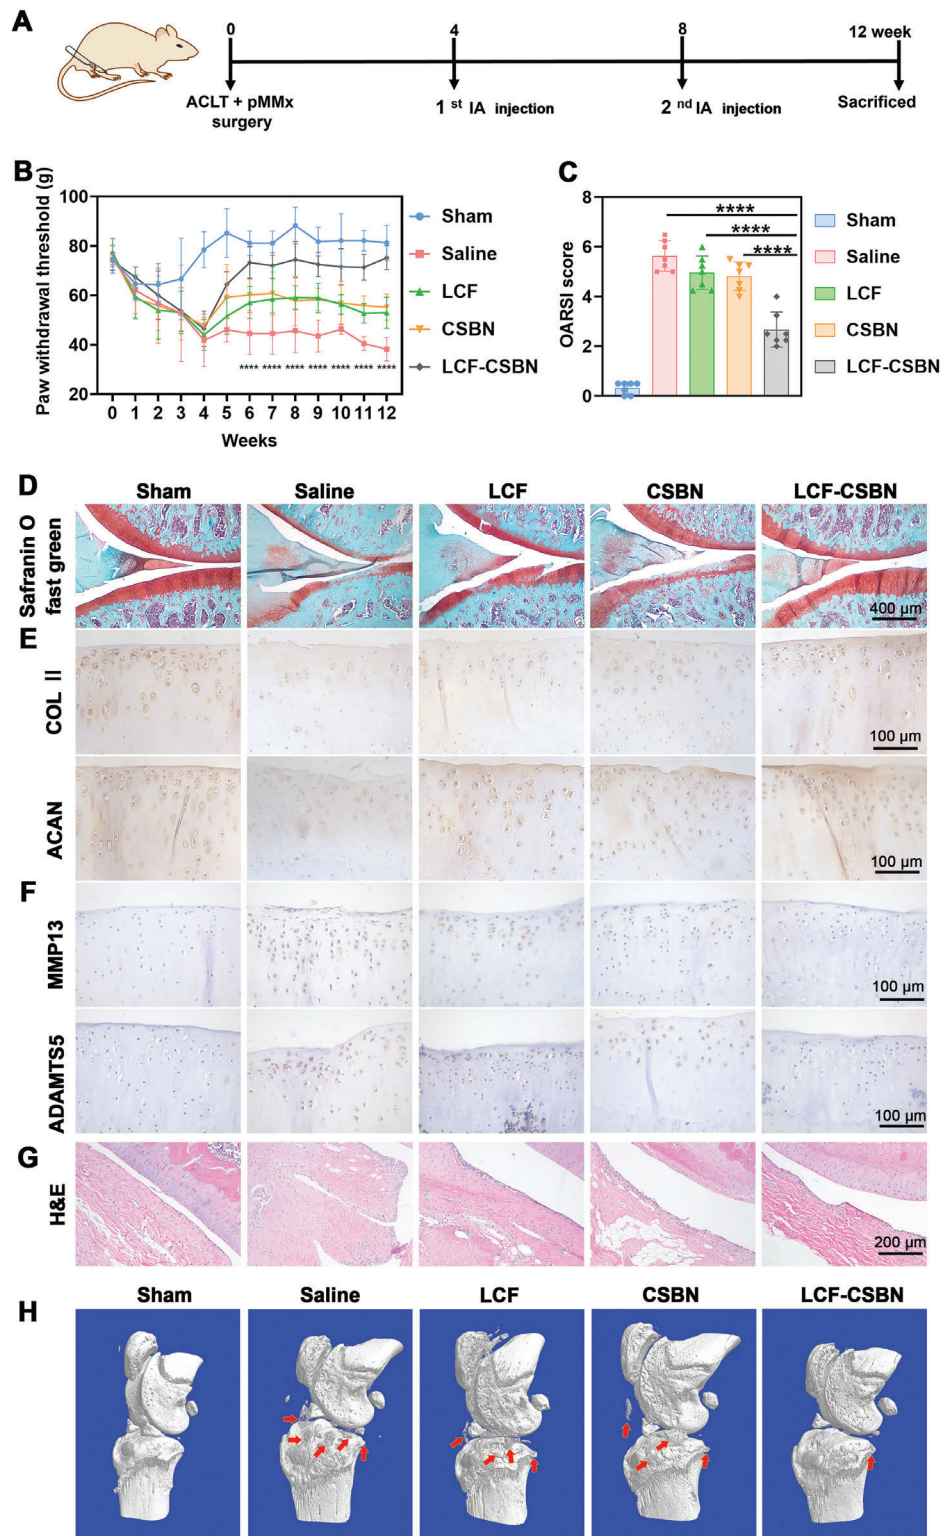 A
0
4
8
12 week
ACLT + pMMx
surgery
1 st IA injection
2 nd IA injection
Sacrificed
B
Paw withdrawal threshold (g)
100
80
60
40
20
**** **** **** **** **** **** ****
0 1 2 3 4 5 6 7 8 9 10 11 12
Weeks
Sham
Saline
LCF
CSBN
LCF-CSBN
C
OARSI score
8
6
4
2
0
****
****
****
Sham
Saline
LCF
CSBN
LCF-CSBN
D
Sham Saline LCF CSBN LCF-CSBN
Safranin O
fast green
400 µm
E
COL II
100 µm
ACAN
100 µm
F
MMP13
100 µm
ADAMTS5
100 µm
G
H&E
200 µm
H
Sham Saline LCF CSBN LCF-CSBN